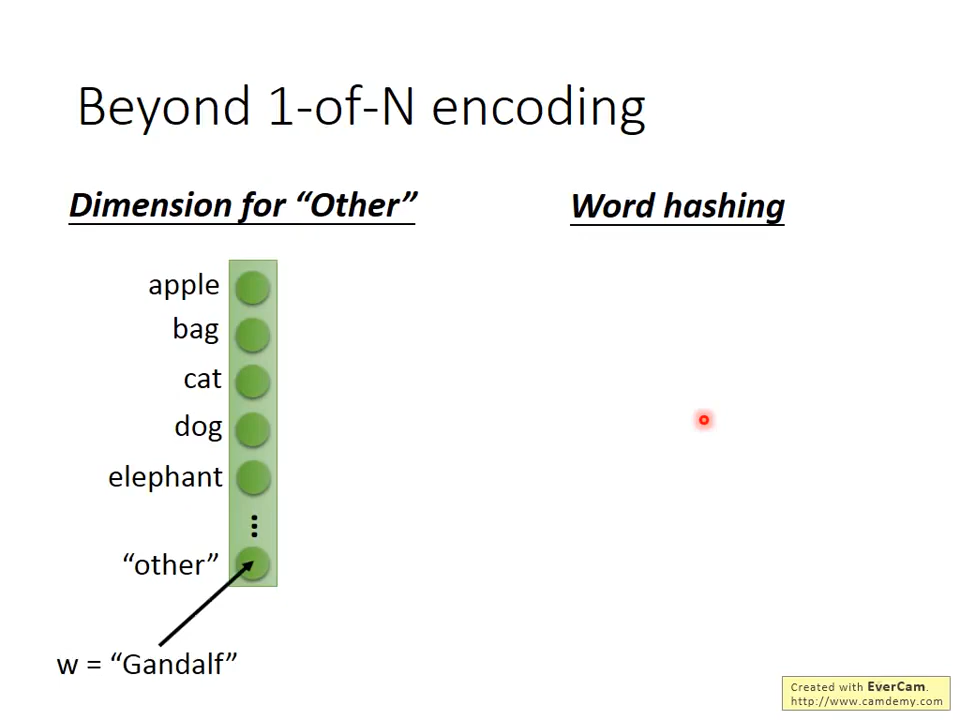 Beyond 1-of-N encoding
Dimension for “Other”
apple
bag
cat
dog
elephant
“other”
w = “Gandalf”
Word hashing
Created with EverCam.
http://www.camdemy.com